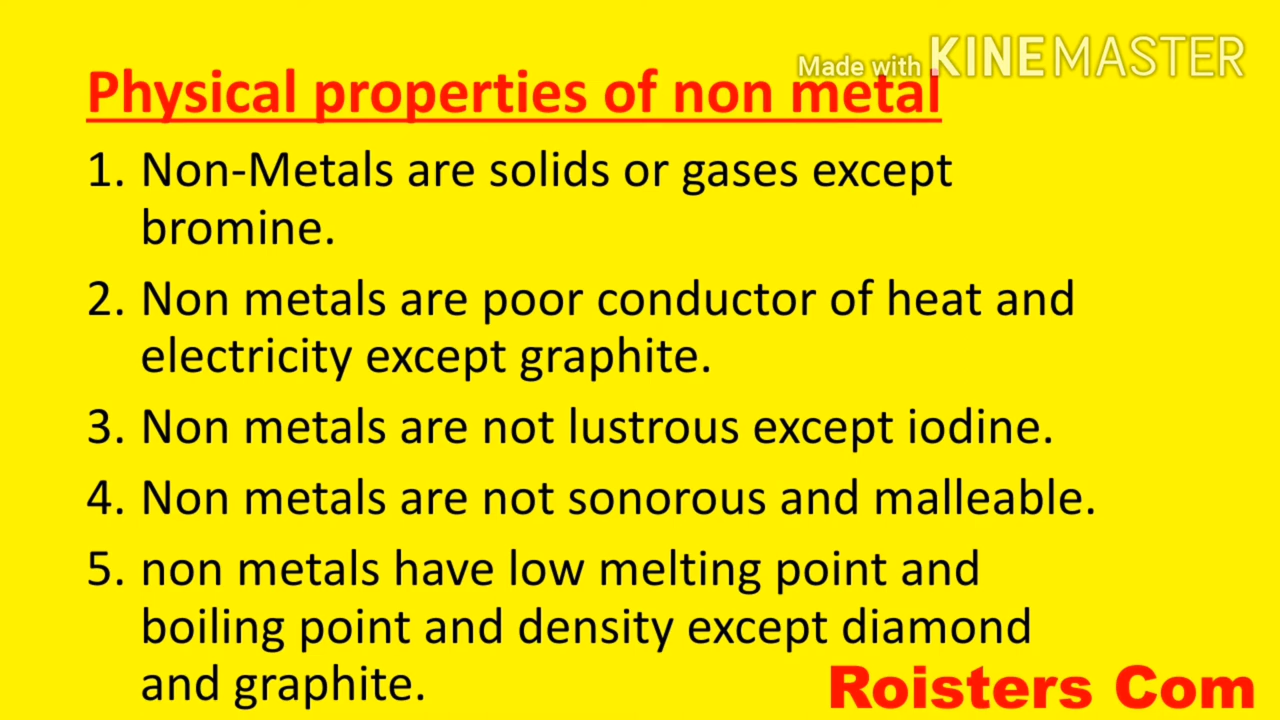 Made with KINEMASTER
Physical properties of non metal
1. Non-Metals are solids or gases except
bromine.
2. Non metals are poor conductor of heat and
electricity except graphite.
3. Non metals are not lustrous except iodine.
4. Non metals are not sonorous and malleable.
5. non metals have low melting point and
boiling point and density except diamond
and graphite.
Roisters Com